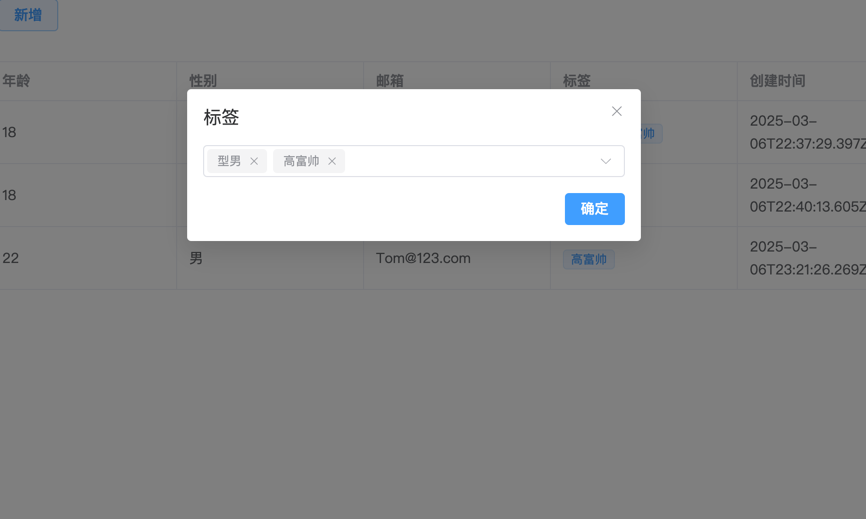 新增
年龄 性别 邮箱 标签 创建时间
标签
型男 高富帅
确定
18 帅 2025-03-
06T22:37:29.397Z
18 2025-03-
06T22:40:13.605Z
22 男 Tom@123.com 高富帅 2025-03-
06T23:21:26.269Z